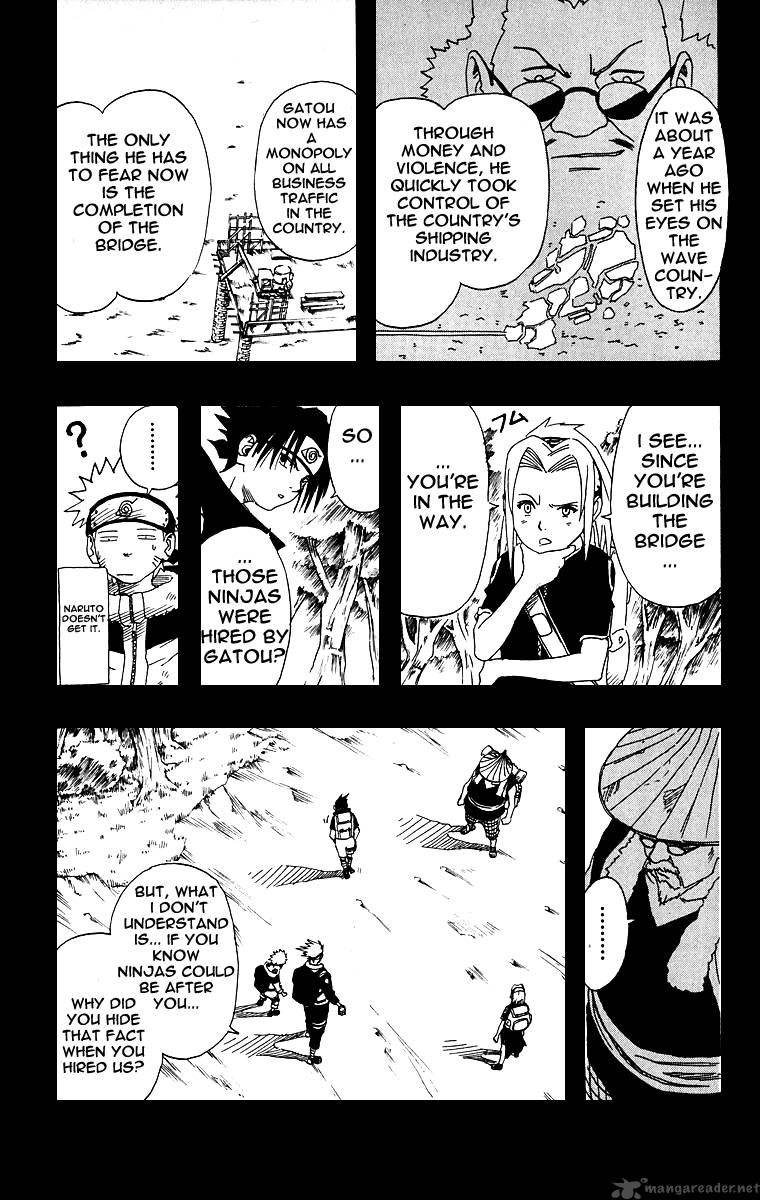 IT WAS
ABOUT
A YEAR
AGO
WHEN HE
SET HIS
EYES ON
THE
WAVE
COUN-
TRY.
THROUGH
MONEY AND
VIOLENCE, HE
QUICKLY TOOK
CONTROL OF
THE COUNTRY'S
SHIPPING
INDUSTRY.
GATOU
NOW HAS
A
MONOPOLY
ON ALL
BUSINESS
TRAFFIC
IN THE
COUNTRY.
THE ONLY
THING HE HAS
TO FEAR NOW
IS THE
COMPLETION
OF THE
BRIDGE.
I SEE...
SINCE
YOU'RE
BUILDING
THE
BRIDGE
...
...
YOU'RE
IN THE
WAY.
SO
...
...
THOSE
NINJAS
WERE
HIRED BY
GATOU?
?
........
NARUTO
DOESN'T
GET IT.
........
BUT, WHAT
I DON'T
UNDERSTAND
IS... IF YOU
KNOW
NINJAS COULD
BE AFTER
YOU...
WHY DID
YOU HIDE
THAT FACT
WHEN YOU
HIRED US?
mangareader.net